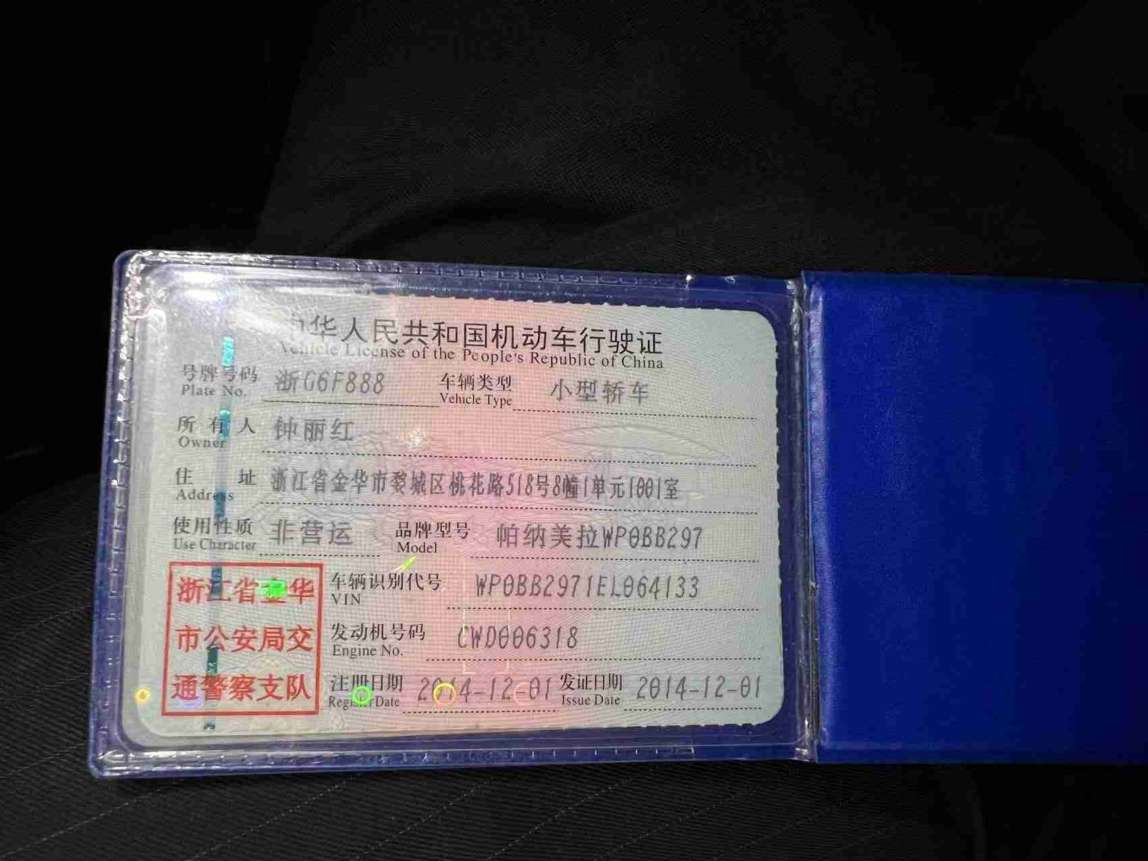 中华人民共和国机动车行驶证
Vehicle License of the People's Republic of China
号牌号码 浙G6F888 车辆类型 小型轿车
Plate No. Vehicle Type
所有人 钟丽红
Owner
住址 浙江省金华市婺城区桃花路518号8幢1单元1001室
Address
使用性质 非营运 品牌型号 帕纳美拉WP0BB297
Use Character Model
浙江省金华
市公安局交
通警察支队
车辆识别代号 WP0BB2971EL064133
VIN
发动机号码 CWD006318
Engine No.
注册日期 2014-12-01 发证日期 2014-12-01
Register Date Issue Date